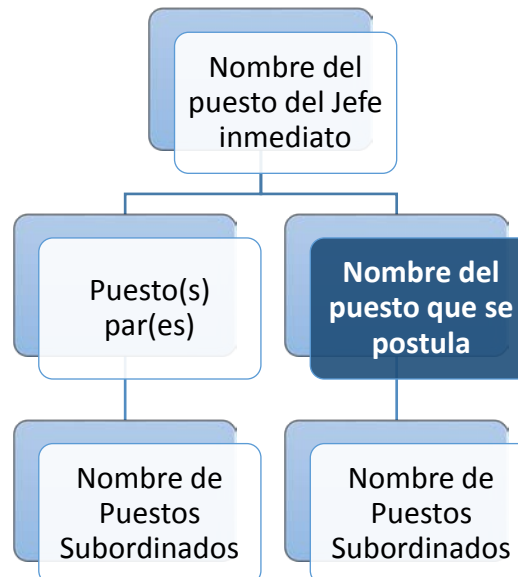 Nombre del
puesto del Jefe
inmediato
Puesto(s)
par(es)
Nombre del
puesto que se
postula
Nombre de
Puestos
Subordinados
Nombre de
Puestos
Subordinados